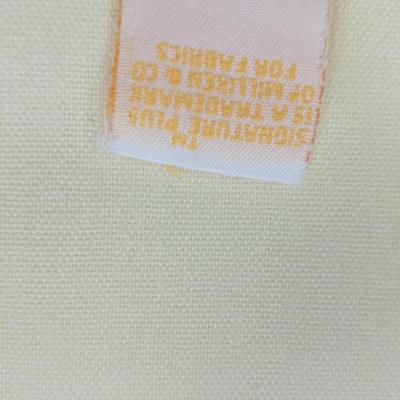 SIGNATURE PLUS™
IS A TRADEMARK
OF MILLIKEN & CO
FOR FABRICS